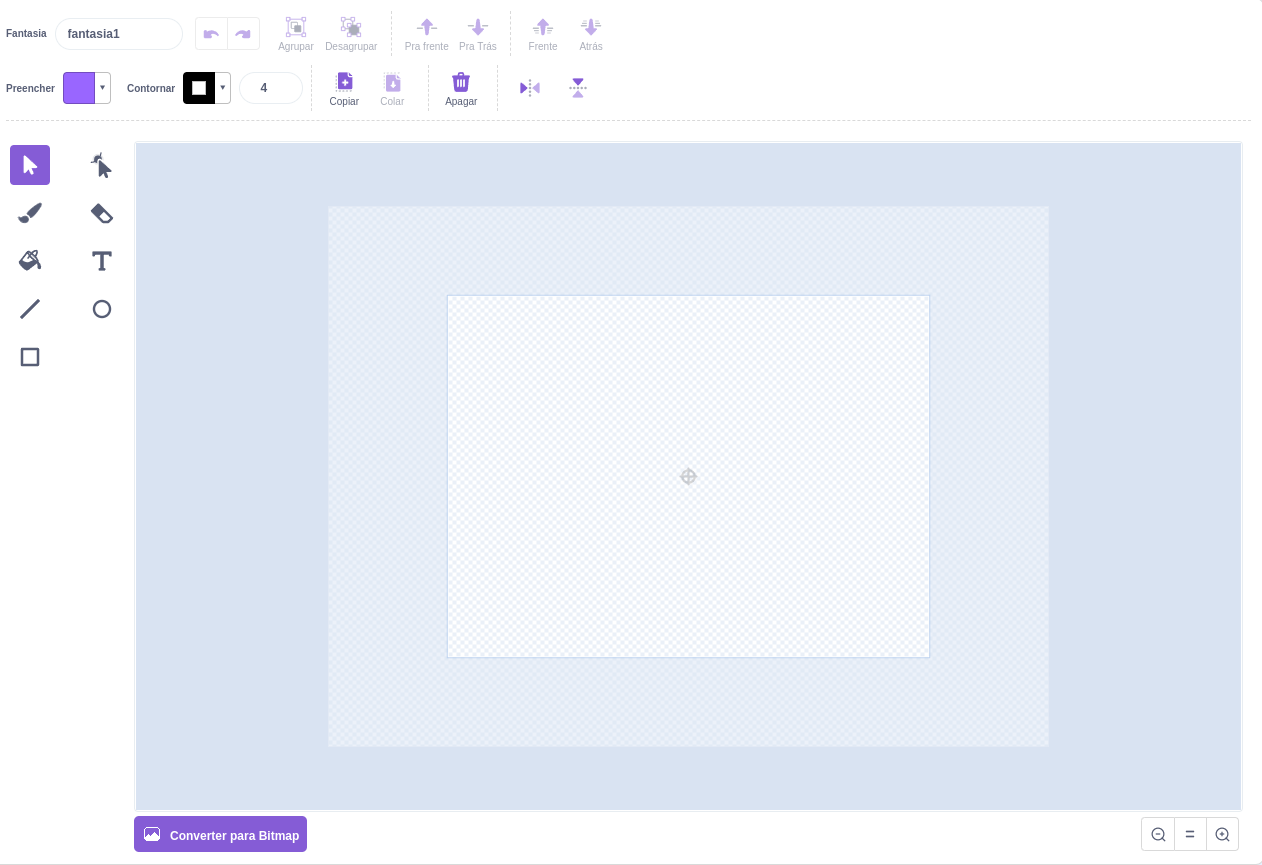 Fantasia fantasia1 Agrupar Desagrupar Pra frente Pra Trás Frente Atrás
Preencher Contornar 4 Copiar Colar Apagar
Converter para Bitmap